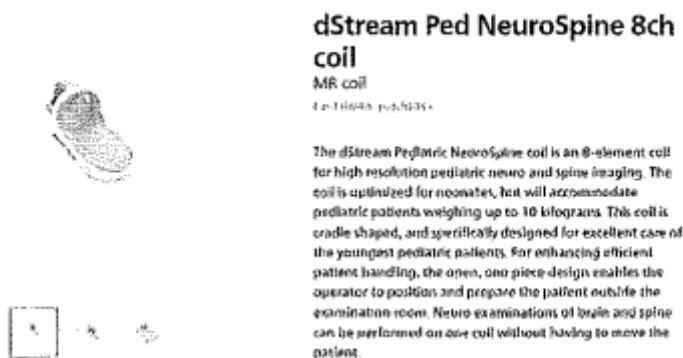 dStream Ped NeuroSpine 8ch
coil
MR coil
The dStream Pediatric NeuroSpine coil is an 8-element coil
for high resolution pediatric neuro and spine imaging. The
coil is optimized for neonates, but will accommodate
pediatric patients weighing up to 10 kilograms. This coil is
cradle shaped, and specifically designed for excellent care of
the youngest pediatric patients. For enhancing efficient
patient handling, the open, one piece design enables the
operator to position and prepare the patient outside the
examination room. Neuro examinations of brain and spine
can be performed on one coil without having to move the
patient.